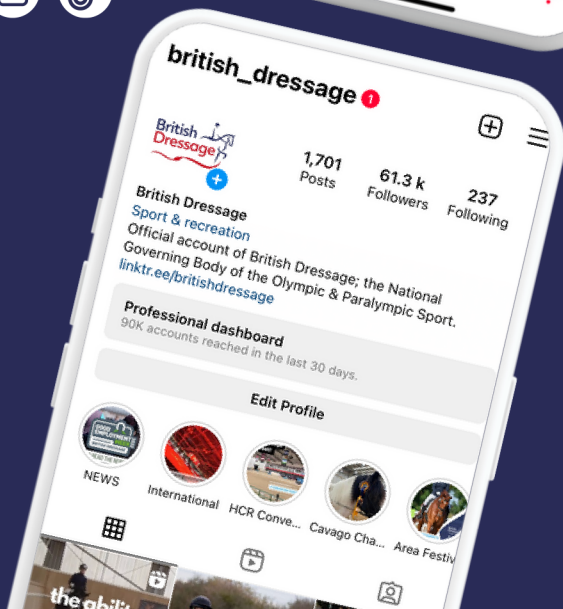 british_dressage 1
British
Dressage
1,701
Posts
61.3 k
Followers
237
Following
British Dressage
Sport & recreation
Official account of British Dressage; the National
Governing Body of the Olympic & Paralympic Sport.
linktr.ee/britishdressage
Professional dashboard
90K accounts reached in the last 30 days.
Edit Profile
GOOD
EMPLOYMENT
NEWS
International
HCR Conve...
Cavago Cha...
Area Festiv
the abili